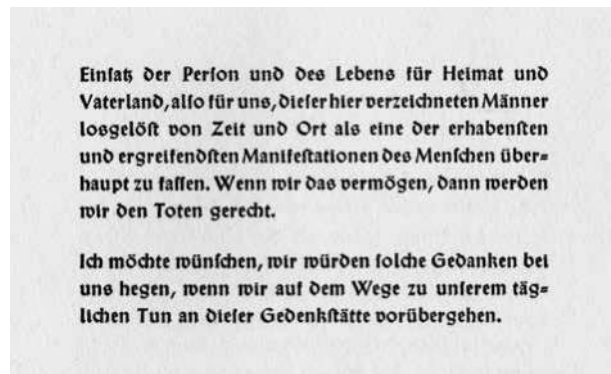 Einſatz der Perſon und des Lebens für Heimat und
Vaterland, alſo für uns, dieſer hier verzeichneten Männer
losgelöſt von Zeit und Ort als eine der erhabenſten
und ergreifendſten Manifeſtationen des Menſchen über-
haupt zu faſſen. Wenn wir das vermögen, dann werden
wir den Toten gerecht.
Ich möchte wünſchen, wir würden ſolche Gedanken bei
uns hegen, wenn wir auf dem Wege zu unſerem täg-
lichen Tun an dieſer Gedenkſtätte vorübergehen.